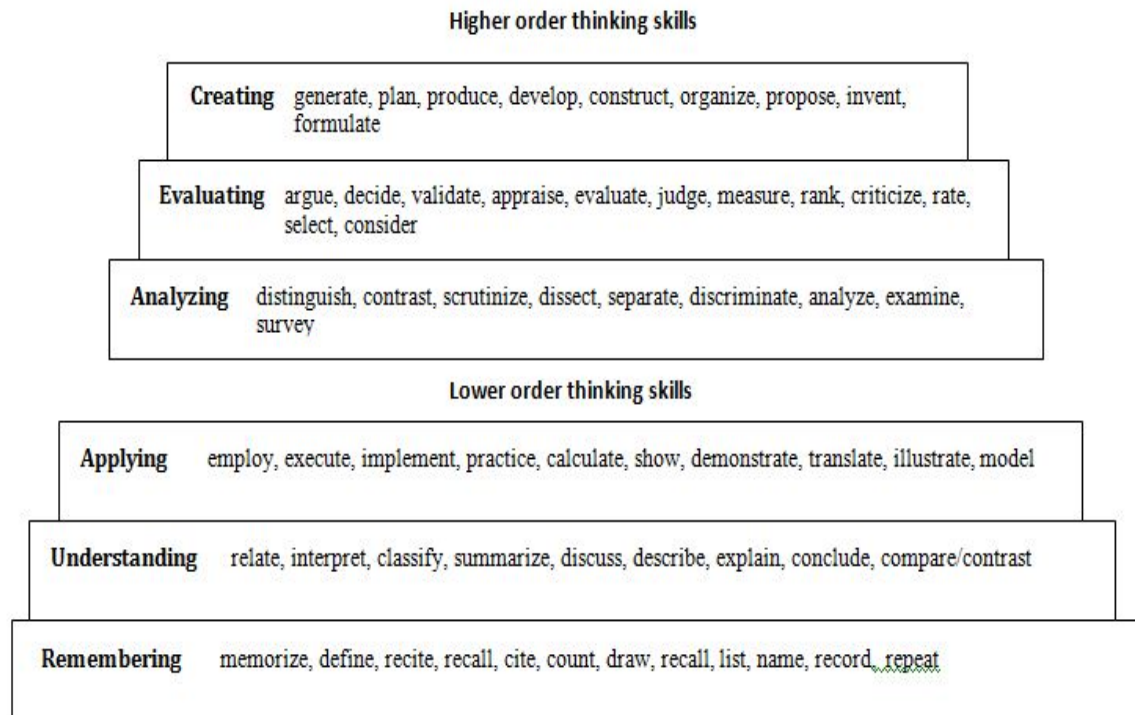 Higher order thinking skills
Creating generate, plan, produce, develop, construct, organize, propose, invent,
formulate
Evaluating argue, decide, validate, appraise, evaluate, judge, measure, rank, criticize, rate,
select, consider
Analyzing distinguish, contrast, scrutinize, dissect, separate, discriminate, analyze, examine,
survey
Lower order thinking skills
Applying employ, execute, implement, practice, calculate, show, demonstrate, translate, illustrate, model
Understanding relate, interpret, classify, summarize, discuss, describe, explain, conclude, compare/contrast
Remembering memorize, define, recite, recall, cite, count, draw, recall, list, name, record, repeat